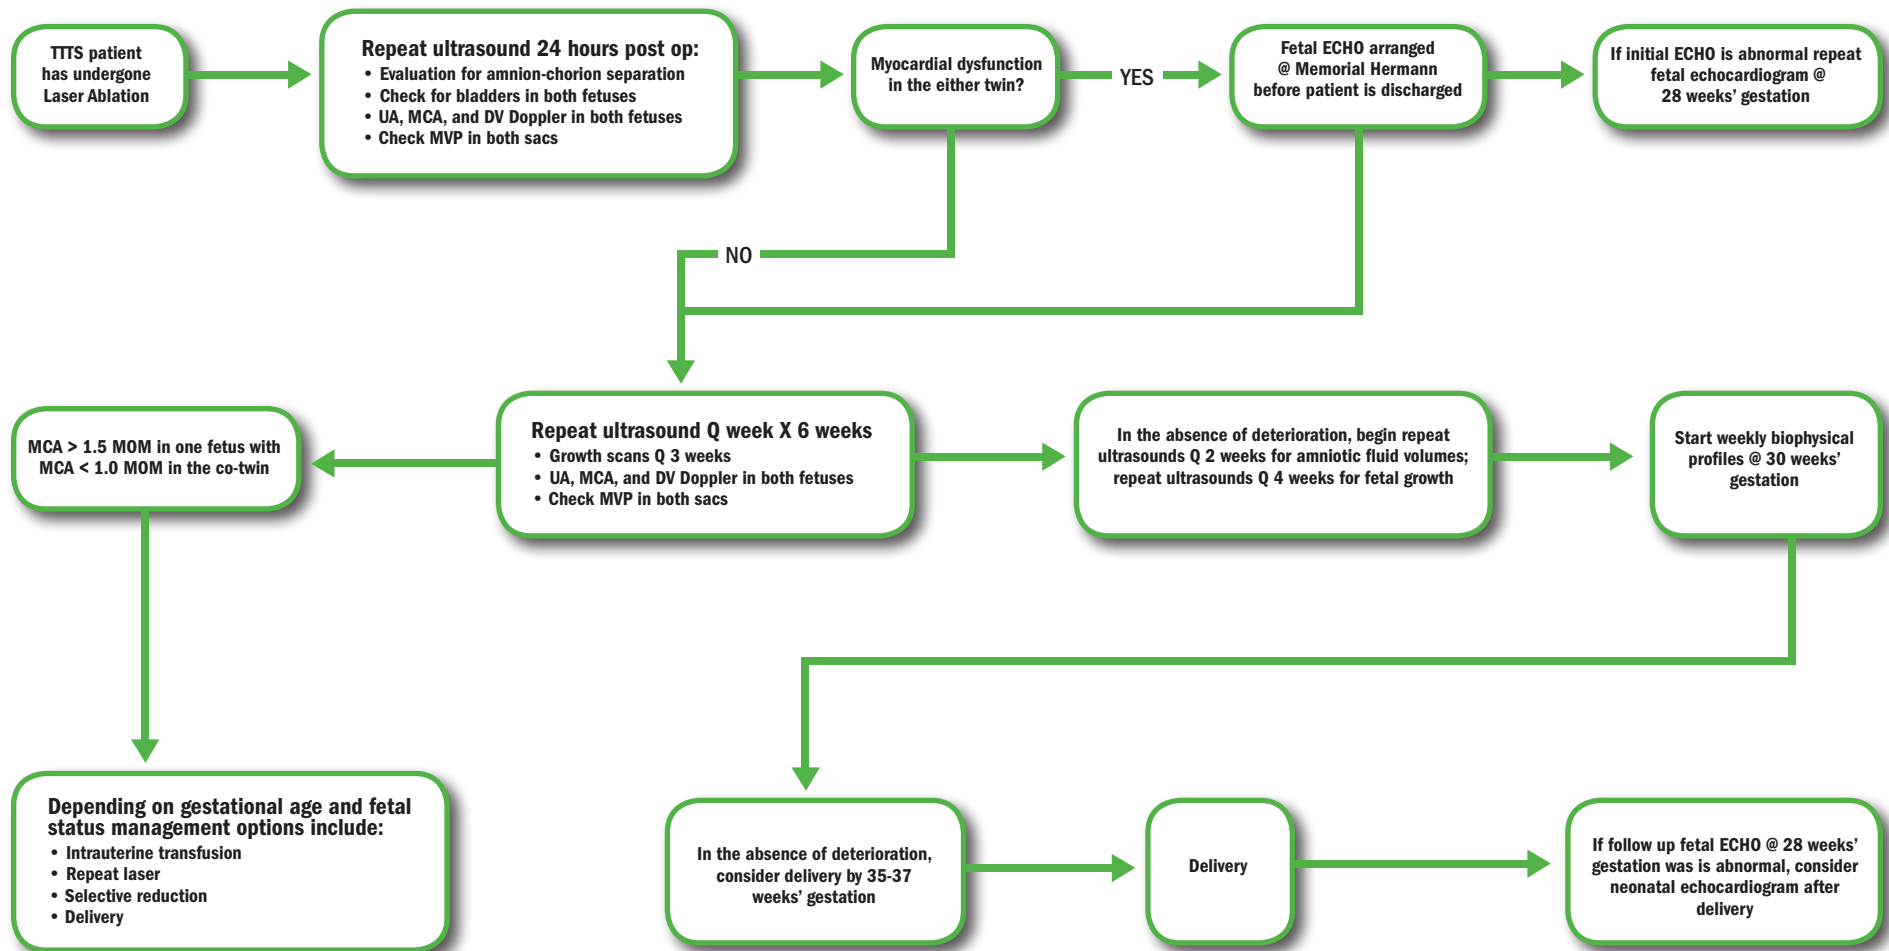 TTTS patient
has undergone
Laser Ablation
Repeat ultrasound 24 hours post op:
• Evaluation for amnion-chorion separation
• Check for bladders in both fetuses
• UA, MCA, and DV Doppler in both fetuses
• Check MVP in both sacs
Myocardial dysfunction
in the either twin?
YES
Fetal ECHO arranged
@ Memorial Hermann
before patient is discharged
If initial ECHO is abnormal repeat
fetal echocardiogram @
28 weeks' gestation
NO
MCA > 1.5 MOM in one fetus with
MCA < 1.0 MOM in the co-twin
Repeat ultrasound Q week X 6 weeks
• Growth scans Q 3 weeks
• UA, MCA, and DV Doppler in both fetuses
• Check MVP in both sacs
In the absence of deterioration, begin repeat
ultrasounds Q 2 weeks for amniotic fluid volumes;
repeat ultrasounds Q 4 weeks for fetal growth
Start weekly biophysical
profiles @ 30 weeks'
gestation
Depending on gestational age and fetal
status management options include:
• Intrauterine transfusion
• Repeat laser
• Selective reduction
• Delivery
In the absence of deterioration,
consider delivery by 35-37
weeks' gestation
Delivery
If follow up fetal ECHO @ 28 weeks'
gestation was is abnormal, consider
neonatal echocardiogram after
delivery